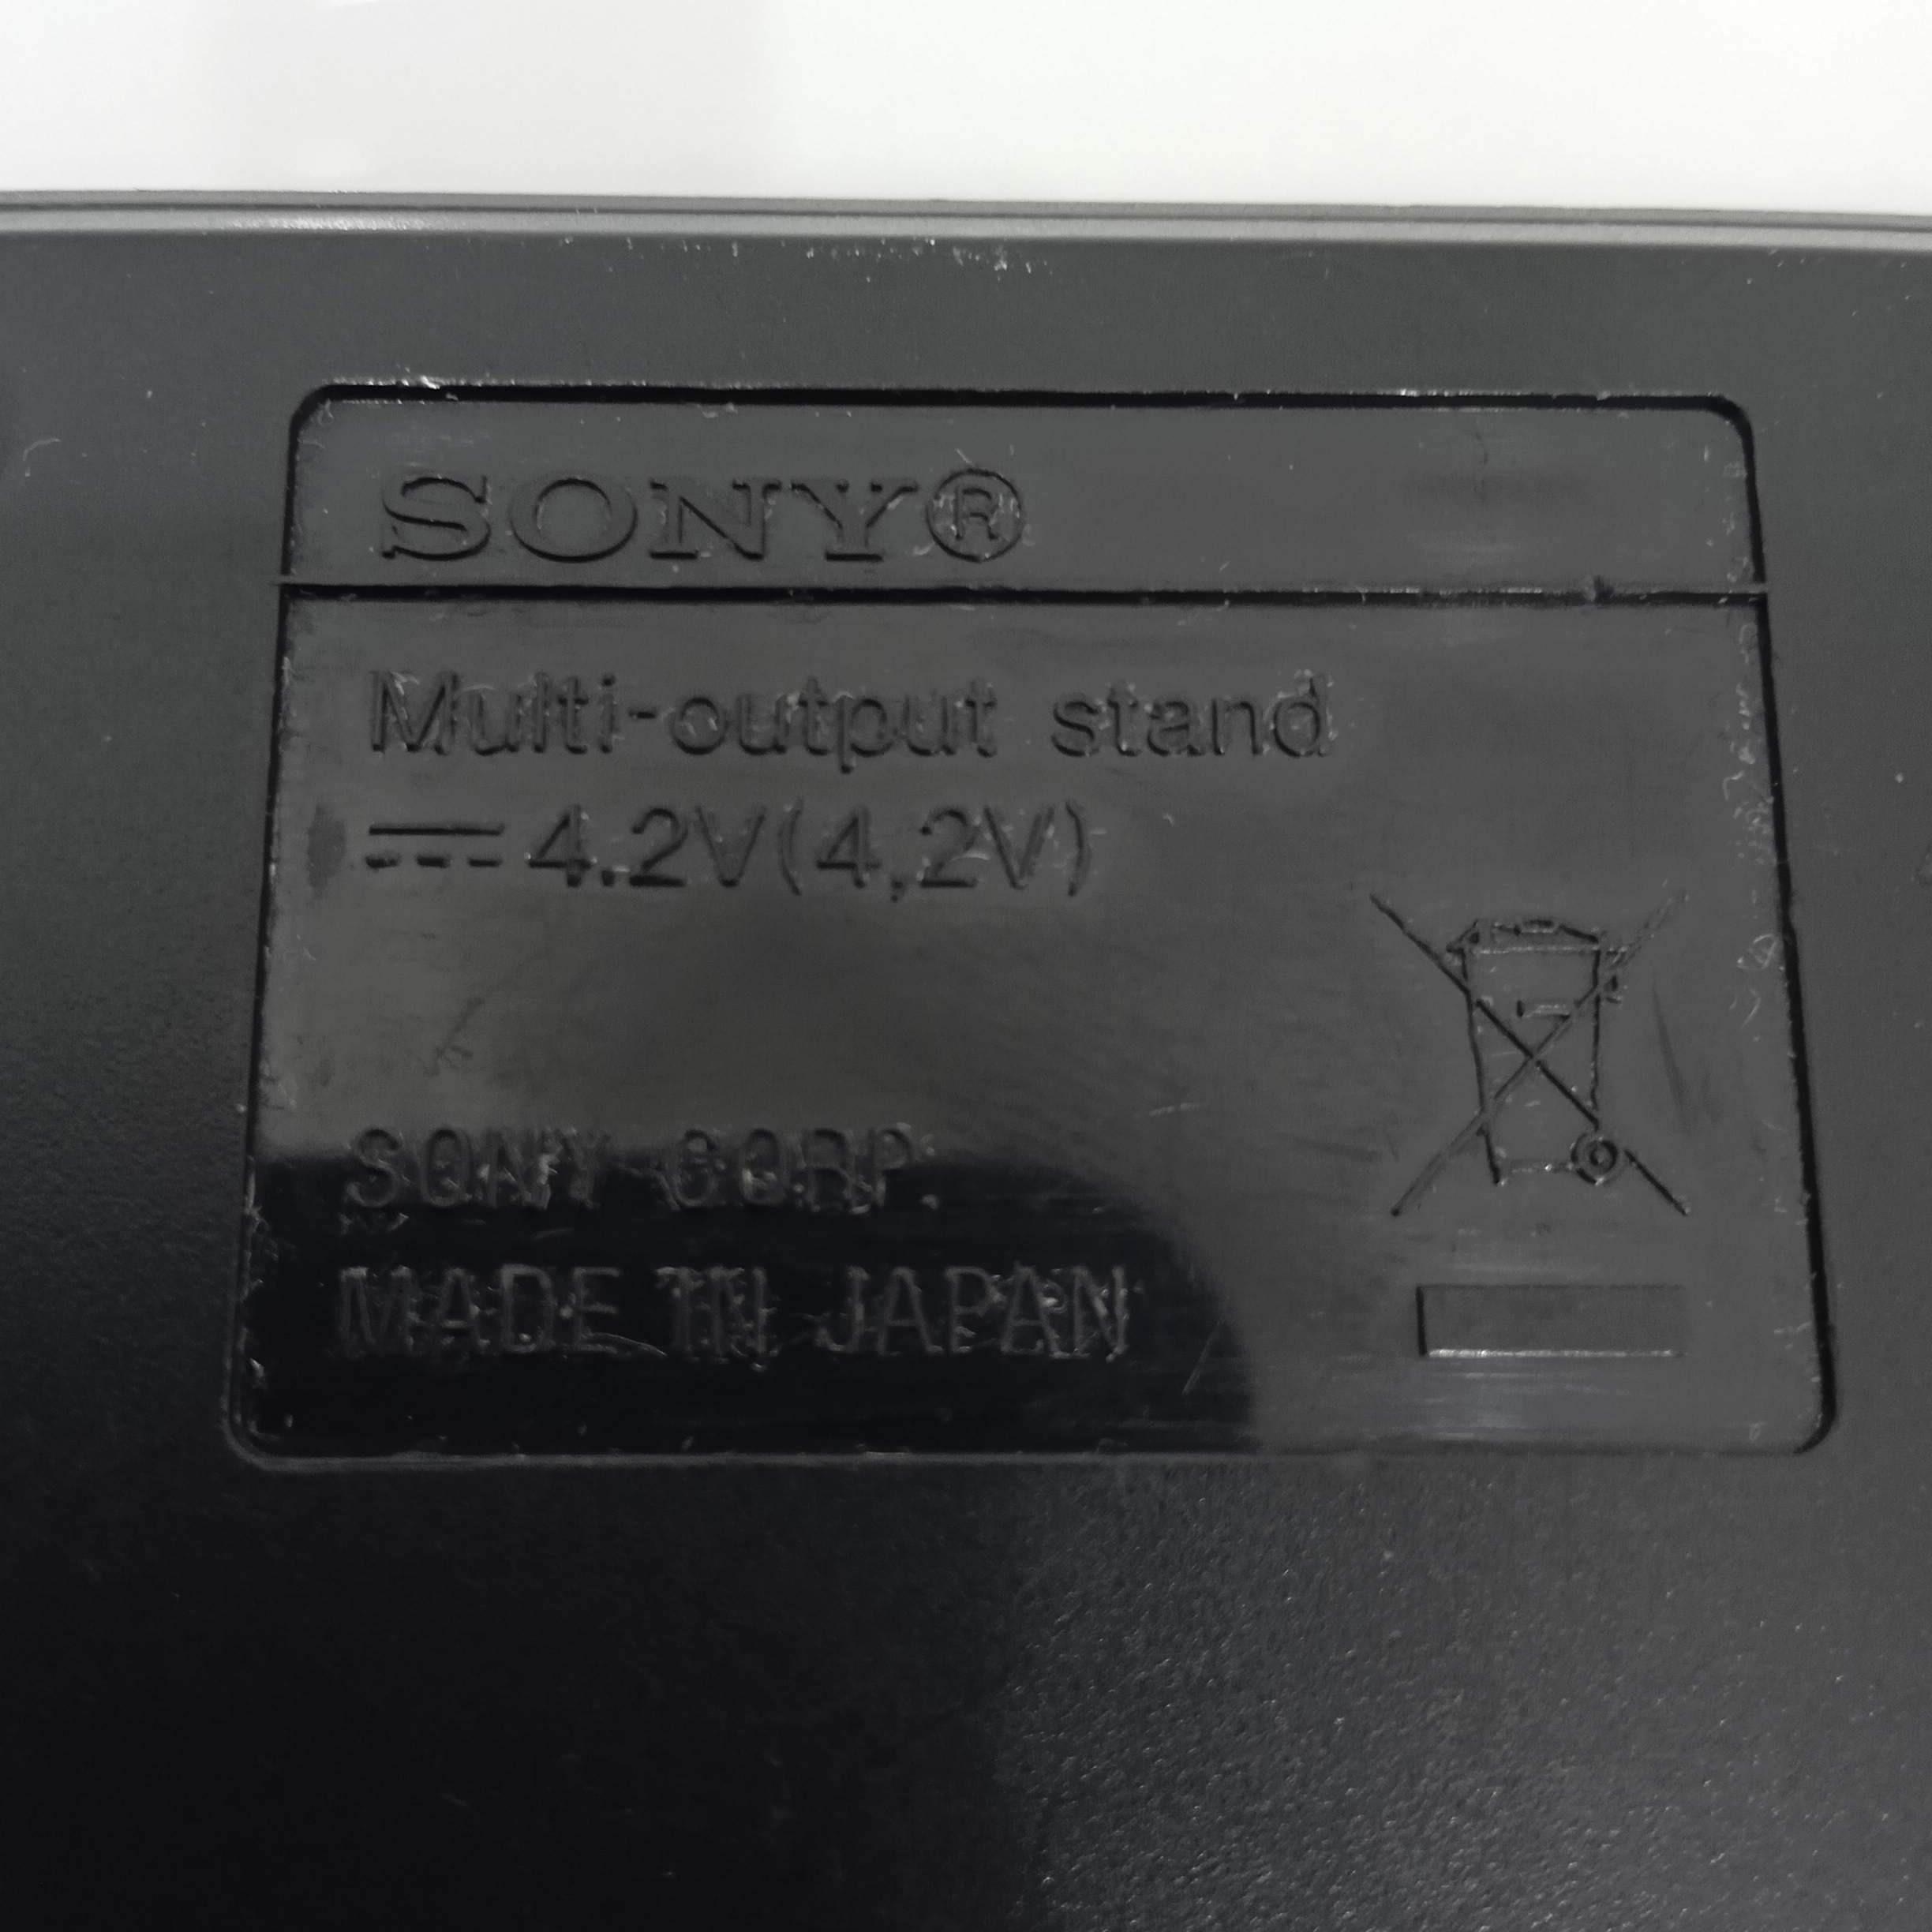 SONY®
Multi-output stand
⎓4.2V(4,2V)
SONY CORP.
MADE IN JAPAN